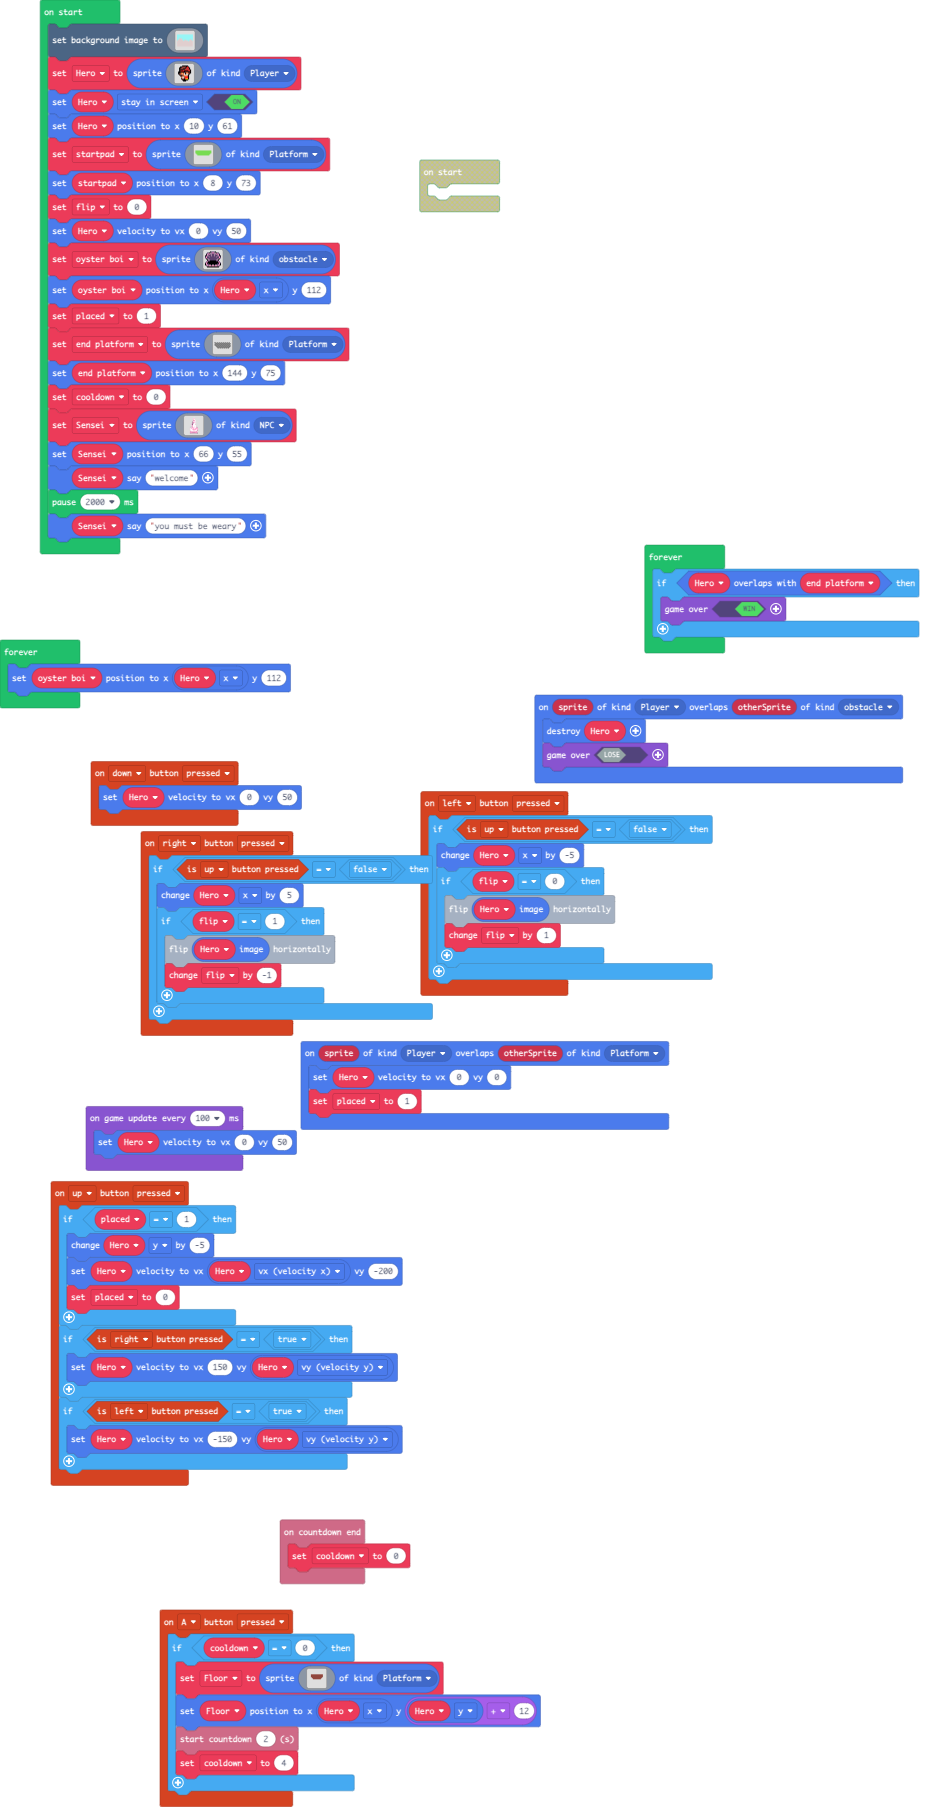 on start
set background image to
set Hero to sprite of kind Player
set Hero stay in screen ON
set Hero position to x 10 y 61
set startpad to sprite of kind Platform
set startpad position to x 8 y 73
set flip to 0
set Hero velocity to vx 0 vy 50
set oyster boi to sprite of kind obstacle
set oyster boi position to x Hero x y 112
set placed to 1
set end platform to sprite of kind Platform
set end platform position to x 144 y 75
set cooldown to 0
set Sensei to sprite of kind NPC
set Sensei position to x 66 y 55
Sensei say "welcome"
pause 2000 ms
Sensei say "you must be weary"
on start
forever
if Hero overlaps with end platform then
game over WIN
forever
set oyster boi position to x Hero x y 112
on sprite of kind Player overlaps otherSprite of kind obstacle
destroy Hero
game over LOSE
on down button pressed
set Hero velocity to vx 0 vy 50
on left button pressed
if is up button pressed = false then
change Hero x by -5
if flip = 0 then
flip Hero image horizontally
change flip by 1
on right button pressed
if is up button pressed = false then
change Hero x by 5
if flip = 1 then
flip Hero image horizontally
change flip by -1
on sprite of kind Player overlaps otherSprite of kind Platform
set Hero velocity to vx 0 vy 0
set placed to 1
on game update every 100 ms
set Hero velocity to vx 0 vy 50
on up button pressed
if placed = 1 then
change Hero y by -5
set Hero velocity to vx Hero vx (velocity x) vy -200
set placed to 0
if is right button pressed = true then
set Hero velocity to vx 150 vy Hero vy (velocity y)
if is left button pressed = true then
set Hero velocity to vx -150 vy Hero vy (velocity y)
on countdown end
set cooldown to 0
on A button pressed
if cooldown = 0 then
set Floor to sprite of kind Platform
set Floor position to x Hero x y Hero y + 12
start countdown 2 (s)
set cooldown to 4